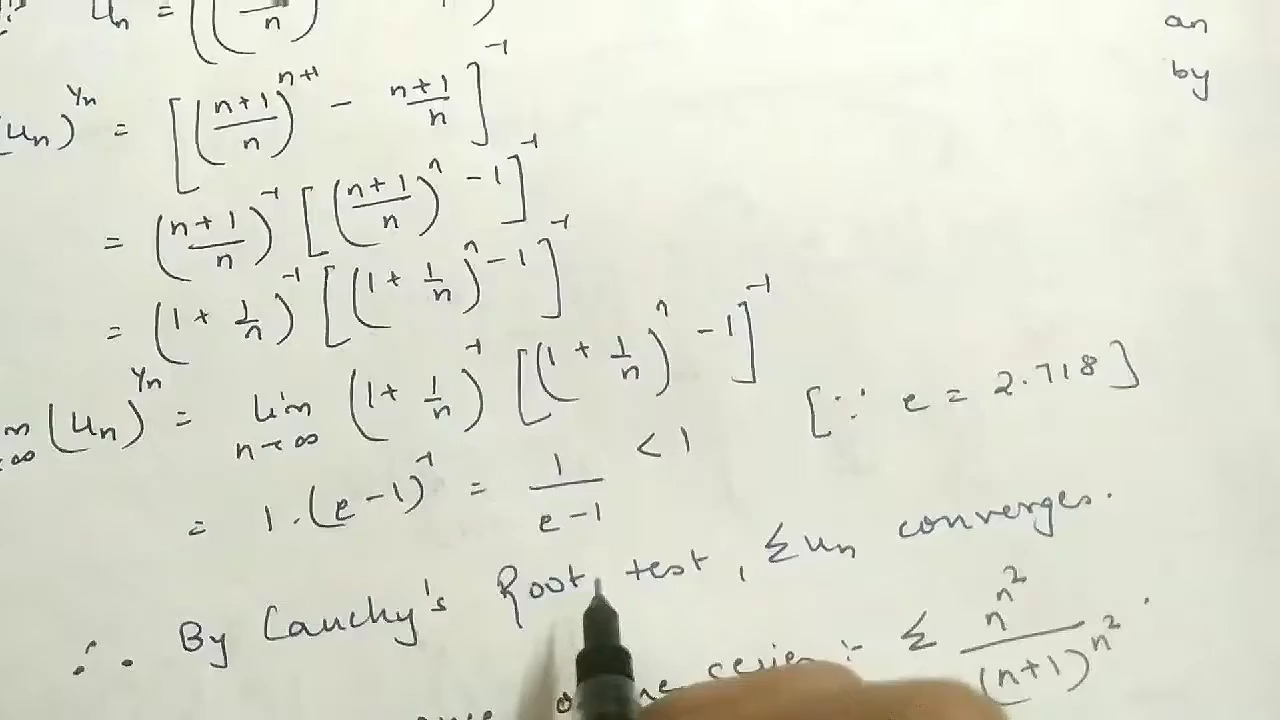 uₙ = ((—/n)
(uₙ)^(1/n) = [((n+1)/n)^(n+1) - (n+1)/n]^(-1)
= ((n+1)/n)^(-1) [((n+1)/n)^n - 1]^(-1)
= (1 + 1/n)^(-1) [(1 + 1/n)^n - 1]^(-1)
(uₙ)^(1/n) = lim n→∞ (1 + 1/n)^(-1) [(1 + 1/n)^n - 1]^(-1)
= 1.(e-1)^(-1) = 1/(e-1) < 1 [∵ e = 2.718]
∴ By Cauchy's Root test, Σuₙ converges.
series :- Σ n^(n²)/(n+1)^(n²).
an
by